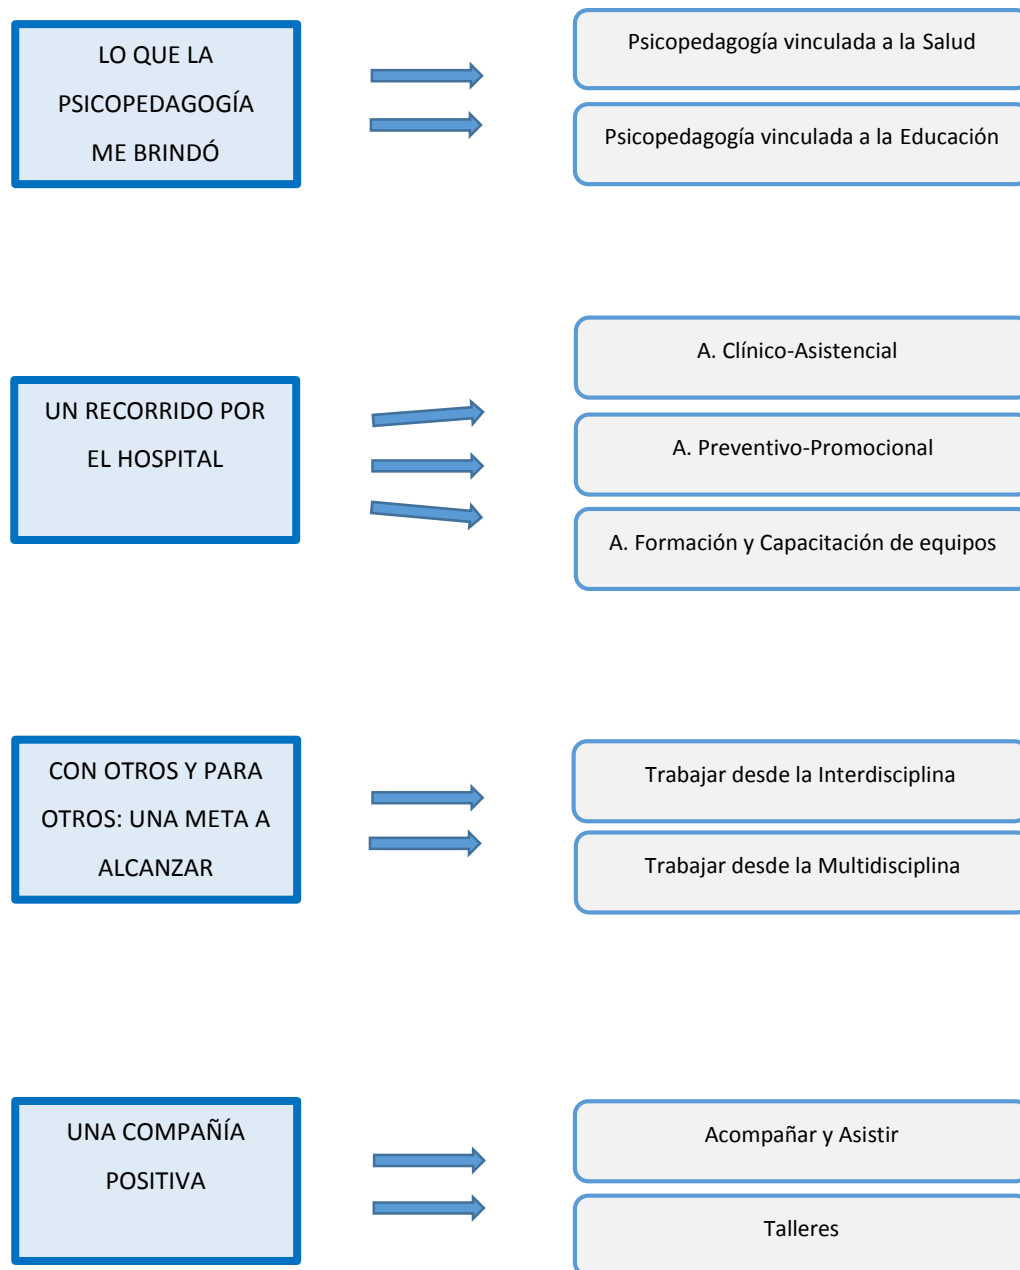 LO QUE LA
PSICOPEDAGOGÍA
ME BRINDÓ
Psicopedagogía vinculada a la Salud
Psicopedagogía vinculada a la Educación
UN RECORRIDO POR
EL HOSPITAL
A. Clínico-Asistencial
A. Preventivo-Promocional
A. Formación y Capacitación de equipos
CON OTROS Y PARA
OTROS: UNA META A
ALCANZAR
Trabajar desde la Interdisciplina
Trabajar desde la Multidisciplina
UNA COMPAÑÍA
POSITIVA
Acompañar y Asistir
Talleres